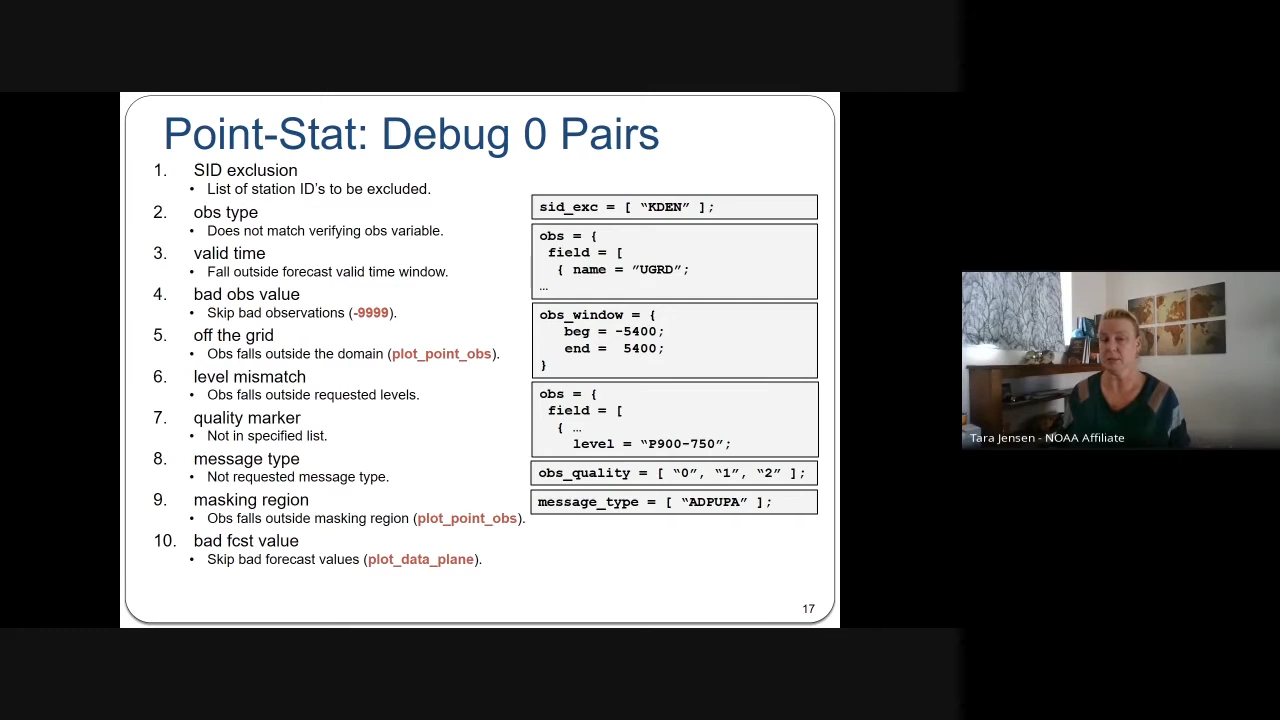 Point-Stat: Debug 0 Pairs
1. SID exclusion
• List of station ID's to be excluded.
2. obs type
• Does not match verifying obs variable.
3. valid time
• Fall outside forecast valid time window.
4. bad obs value
• Skip bad observations (-9999).
5. off the grid
• Obs falls outside the domain (plot_point_obs).
6. level mismatch
• Obs falls outside requested levels.
7. quality marker
• Not in specified list.
8. message type
• Not requested message type.
9. masking region
• Obs falls outside masking region (plot_point_obs).
10. bad fcst value
• Skip bad forecast values (plot_data_plane).
sid_exc = [ “KDEN” ];
obs = {
field = [
{ name = ”UGRD”;
…
obs_window = {
beg = -5400;
end = 5400;
}
obs = {
field = [
{ …
level = “P900-750”;
obs_quality = [ “0”, “1”, “2” ];
message_type = [ “ADPUPA” ];
17
Tara Jensen - NOAA Affiliate